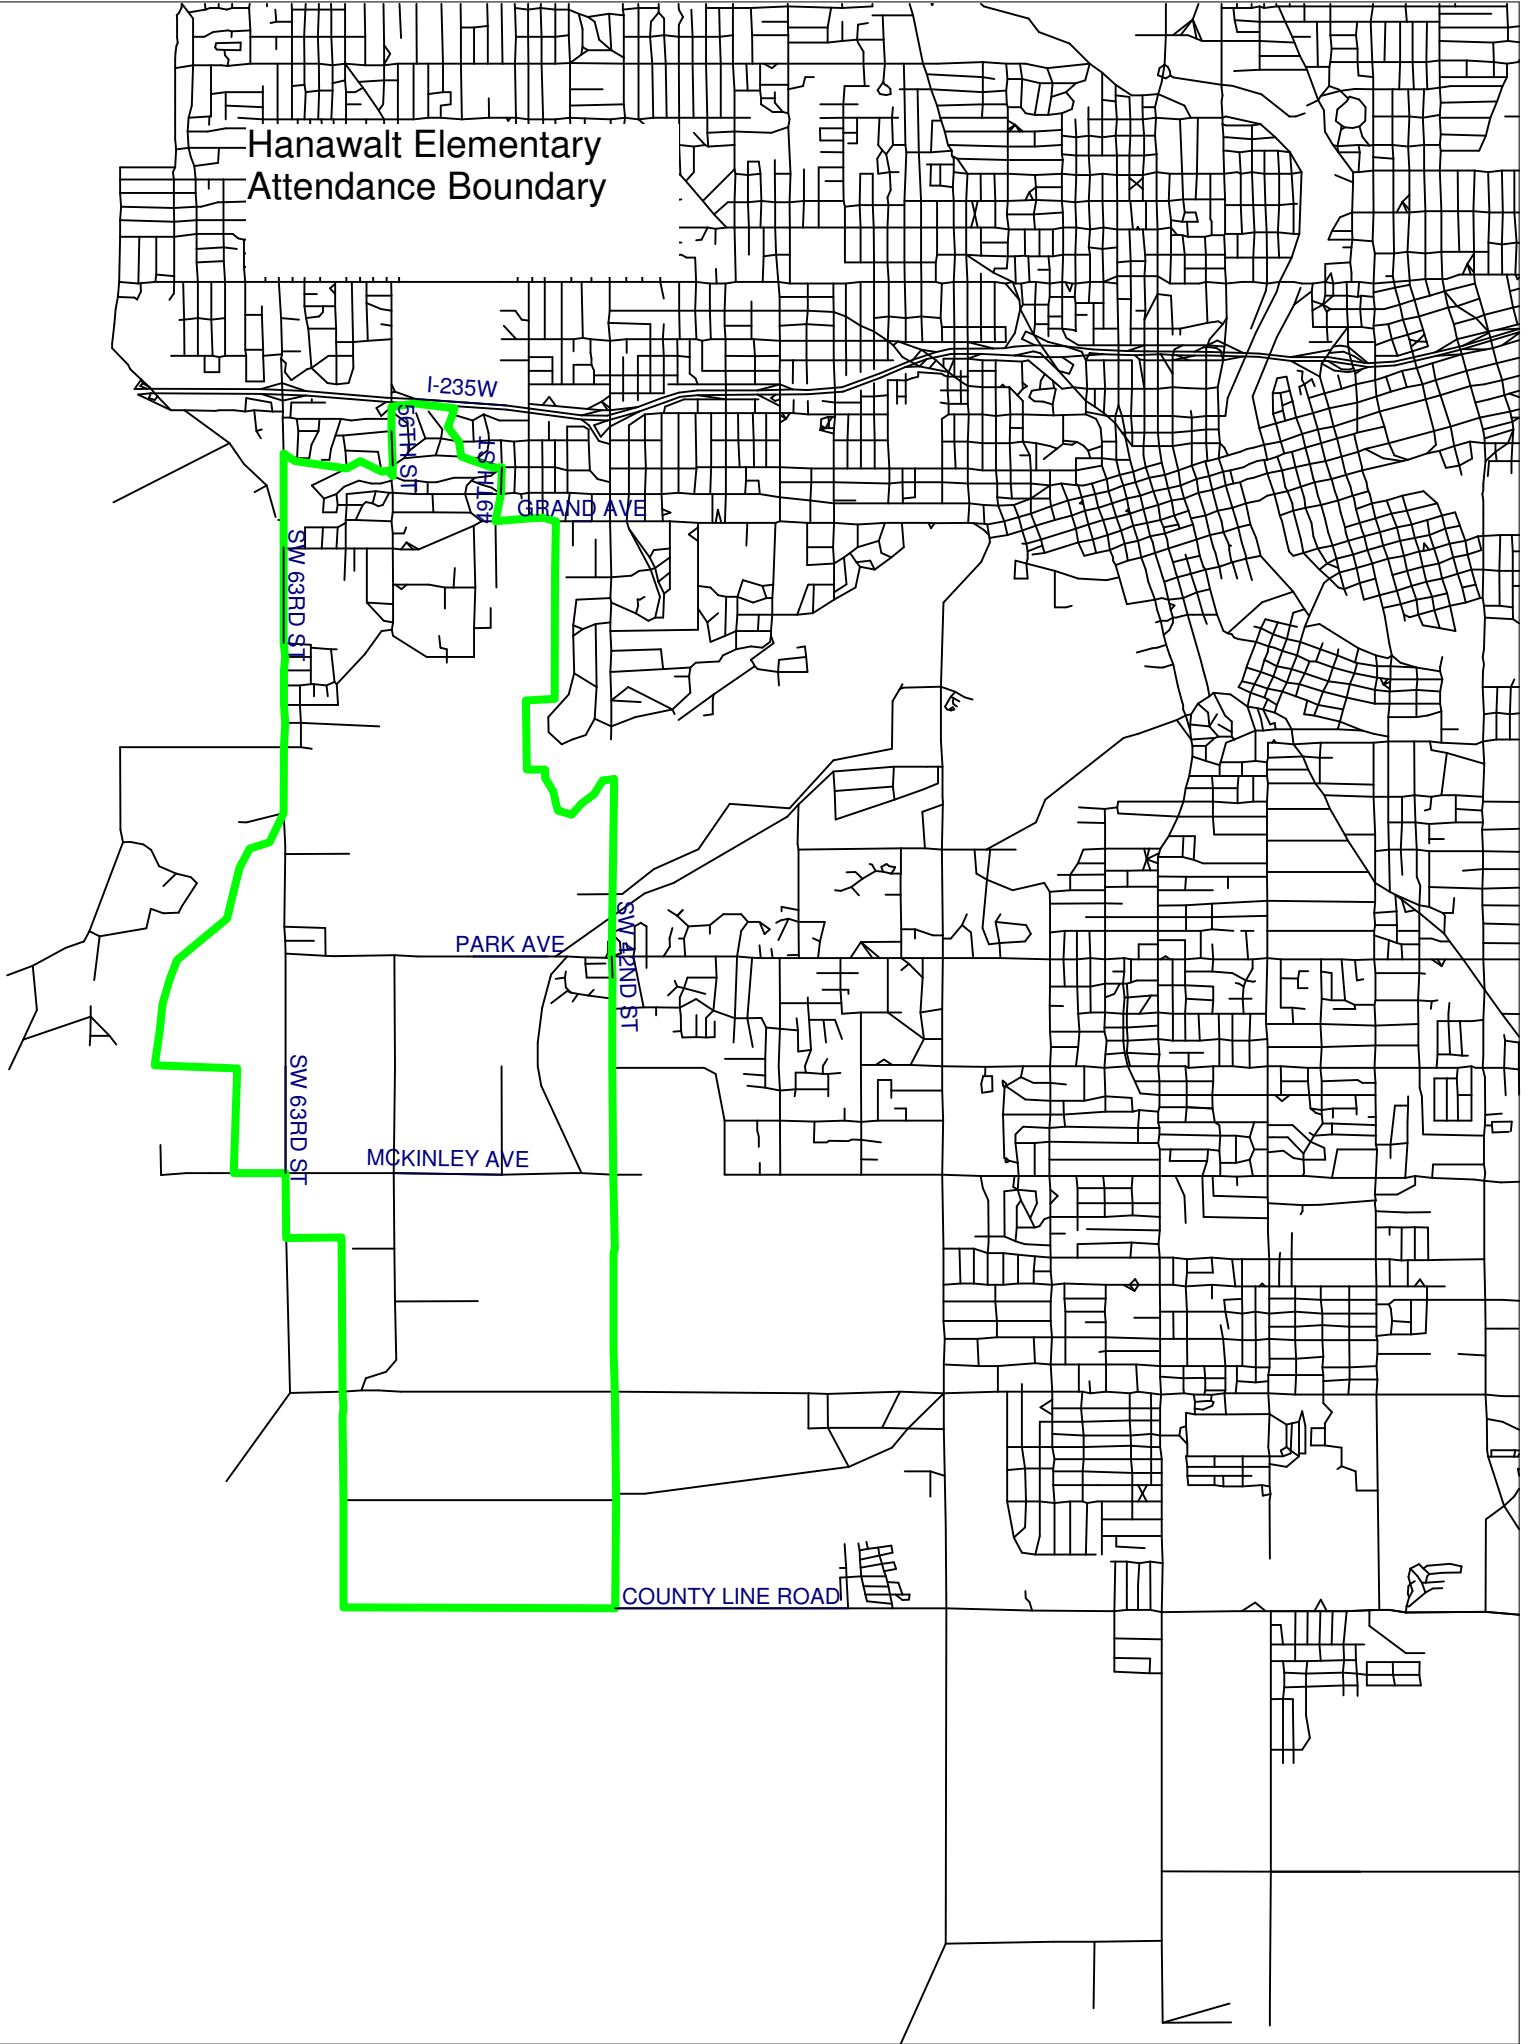 Hanawalt Elementary
Attendance Boundary
I-235W
56TH ST
49TH ST
GRAND AVE
SW 63RD ST
SW 42ND ST
PARK AVE
SW 63RD ST
MCKINLEY AVE
COUNTY LINE ROAD